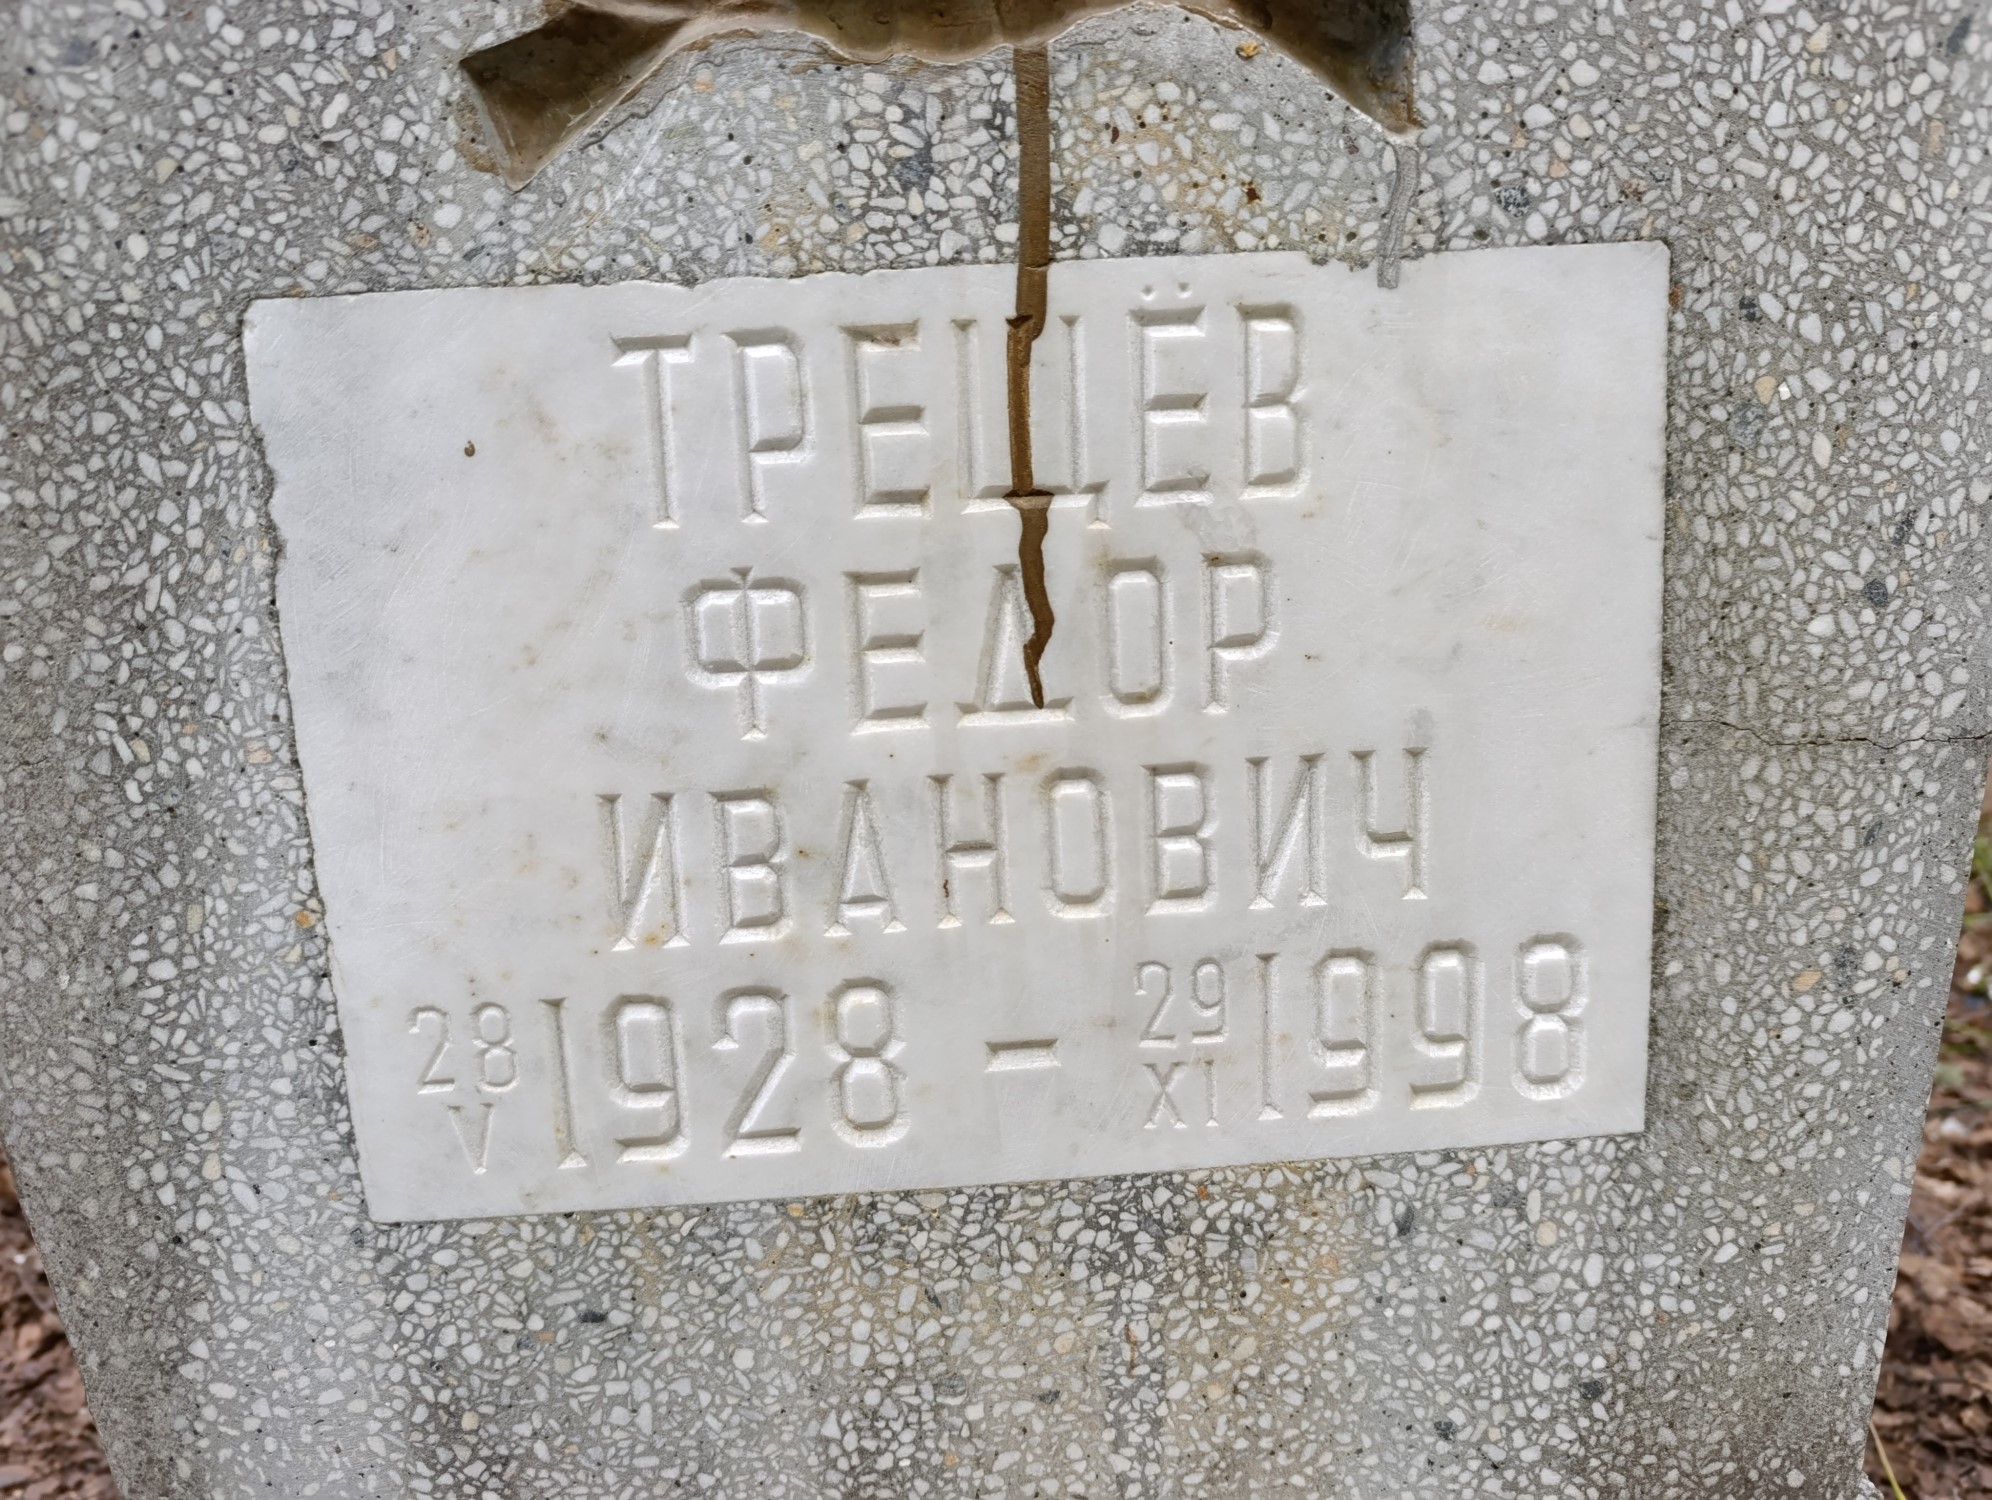 ТРЕЩЁВ
ФЕДОР
ИВАНОВИЧ
28 V 1928 – 29 XI 1998